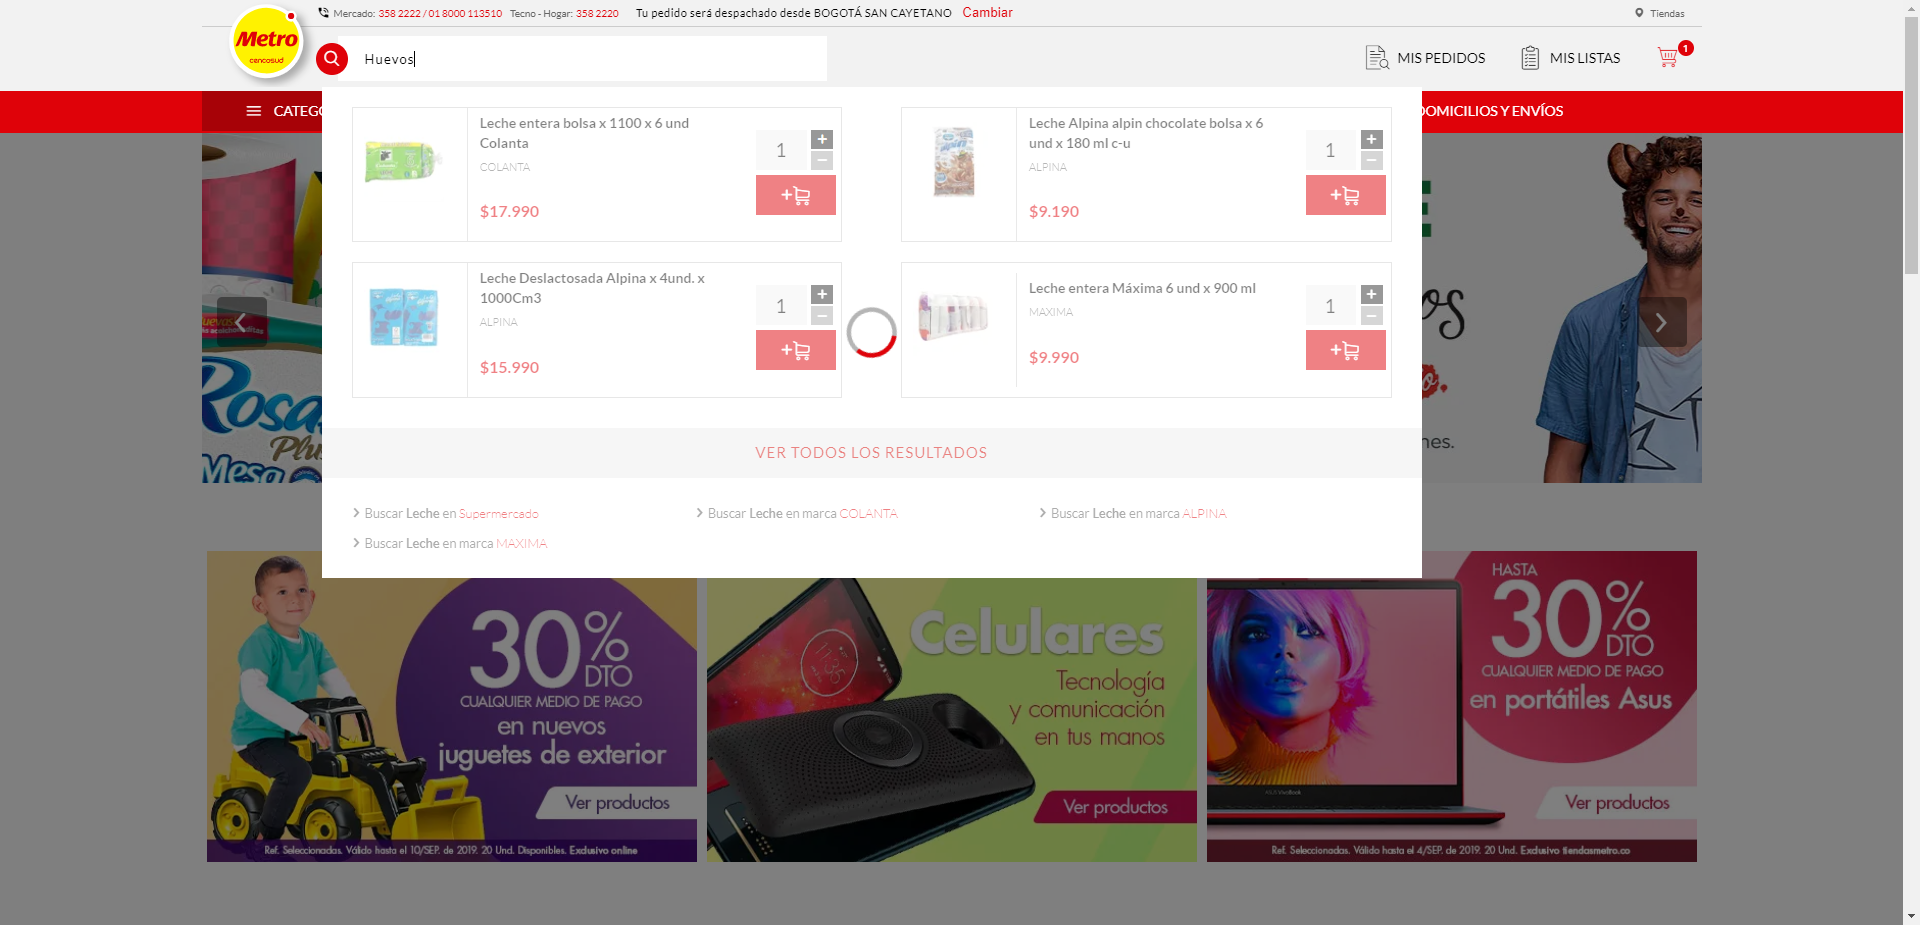 Mercado: 358 2222 / 01 8000 113510 Tecno - Hogar: 358 2220 Tu pedido será despachado desde BOGOTÁ SAN CAYETANO Cambiar Tiendas
Metro
cencosud
Huevos
MIS PEDIDOS MIS LISTAS 1
DOMICILIOS Y ENVÍOS
Leche entera bolsa x 1100 x 6 und
Colanta
COLANTA
$17.990
1
Leche Alpina alpin chocolate bolsa x 6
und x 180 ml c-u
ALPINA
$9.190
1
Leche Deslactosada Alpina x 4und. x
1000Cm3
ALPINA
$15.990
1
Leche entera Máxima 6 und x 900 ml
MAXIMA
$9.990
1
VER TODOS LOS RESULTADOS
Buscar Leche en Supermercado
Buscar Leche en marca COLANTA
Buscar Leche en marca ALPINA
Buscar Leche en marca MAXIMA
Rosal
Plus
Mesa
30% DTO
CUALQUIER MEDIO DE PAGO
en nuevos
juguetes de exterior
Ver productos
Ref. Seleccionadas. Válido hasta el 10/SEP. de 2019. 20 Und. Disponibles. Exclusivo online
Celulares
Tecnología
y comunicación
en tus manos
Ver productos
11:35
HASTA
30% DTO
CUALQUIER MEDIO DE PAGO
en portátiles Asus
Ver productos
Ref. Seleccionadas. Válido hasta el 4/SEP. de 2019. 20 Und. Exclusivo tiendasmetro.co